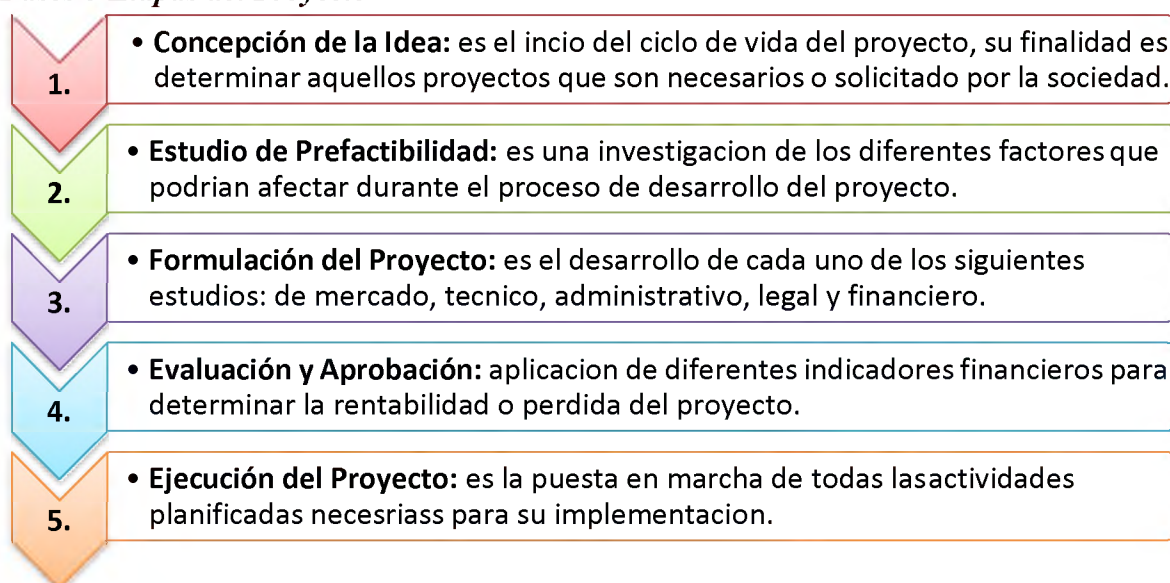 1.
• Concepción de la Idea: es el incio del ciclo de vida del proyecto, su finalidad es
determinar aquellos proyectos que son necesarios o solicitado por la sociedad.
2.
• Estudio de Prefactibilidad: es una investigacion de los diferentes factores que
podrian afectar durante el proceso de desarrollo del proyecto.
3.
• Formulación del Proyecto: es el desarrollo de cada uno de los siguientes
estudios: de mercado, tecnico, administrativo, legal y financiero.
4.
• Evaluación y Aprobación: aplicacion de diferentes indicadores financieros para
determinar la rentabilidad o perdida del proyecto.
5.
• Ejecución del Proyecto: es la puesta en marcha de todas lasactividades
planificadas necesriass para su implementacion.